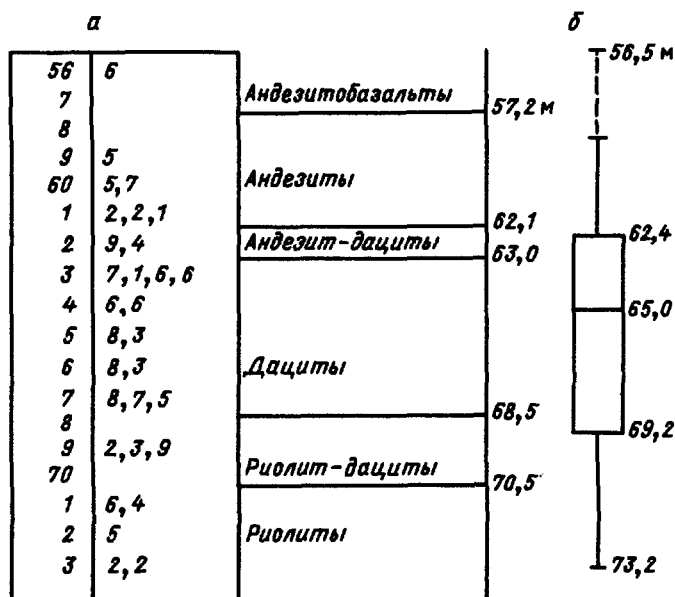 а б
56 6 56,5 м
7 Андезитобазальты 57,2 м
8
9 5
60 5,7 Андезиты
1 2,2,1 62,1 62,4
2 9,4 Андезит-дациты 63,0
3 7,1,6,6
4 6,6 65,0
5 8,3
6 8,3 Дациты
7 8,7,5 68,5
8 69,2
9 2,3,9
70 Риолит-дациты 70,5
1 6,4
2 5 Риолиты
3 2,2 73,2